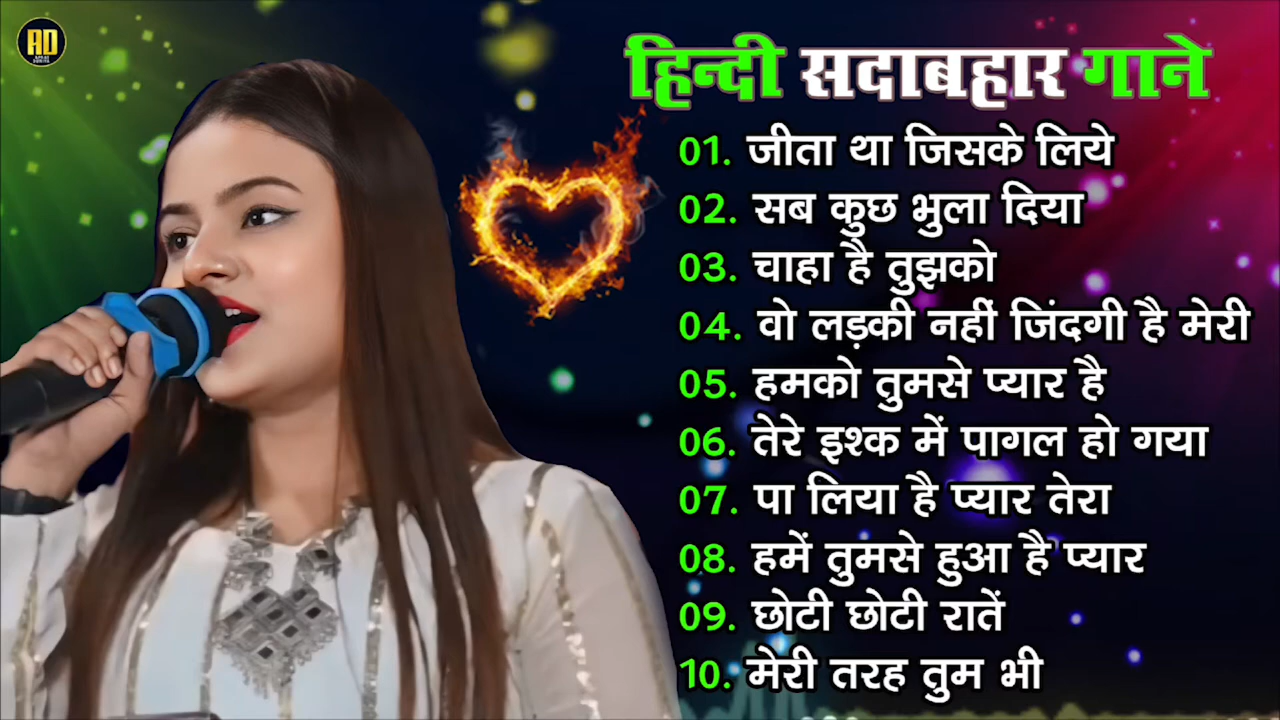 AD
हिन्दी सदाबहार गाने
01. जीता था जिसके लिये
02. सब कुछ भुला दिया
03. चाहा है तुझको
04. वो लड़की नहीं जिंदगी है मेरी
05. हमको तुमसे प्यार है
06. तेरे इश्क में पागल हो गया
07. पा लिया है प्यार तेरा
08. हमें तुमसे हुआ है प्यार
09. छोटी छोटी रातें
10. मेरी तरह तुम भी